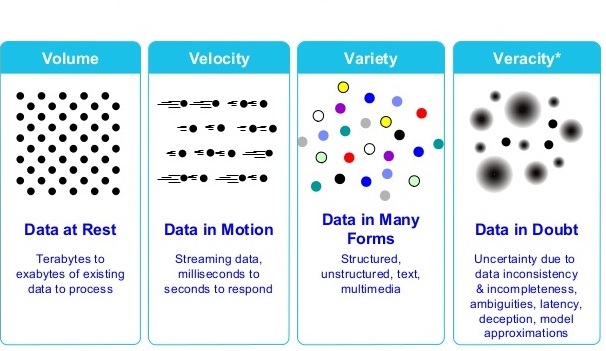 Volume
Data at Rest
Terabytes to
exabytes of existing
data to process
Velocity
Data in Motion
Streaming data,
milliseconds to
seconds to respond
Variety
Data in Many
Forms
Structured,
unstructured, text,
multimedia
Veracity*
Data in Doubt
Uncertainty due to
data inconsistency
& incompleteness,
ambiguities, latency,
deception, model
approximations